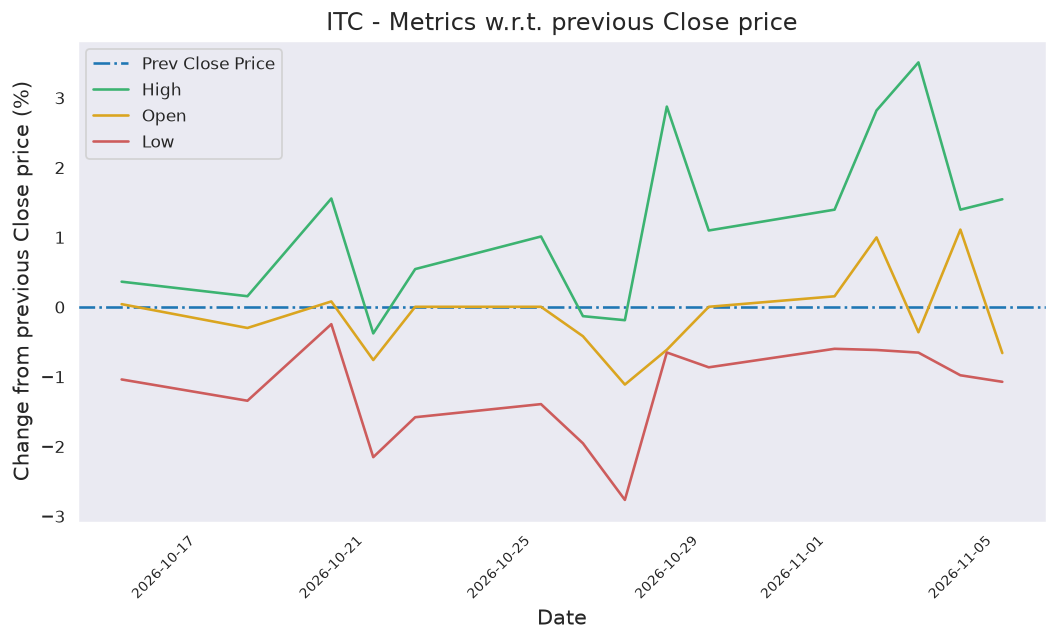 ITC - Metrics w.r.t. previous Close price
Prev Close Price
High
Open
Low
Change from previous Close price (%)
3
2
1
0
−1
−2
−3
2026-10-17
2026-10-21
2026-10-25
2026-10-29
2026-11-01
2026-11-05
Date